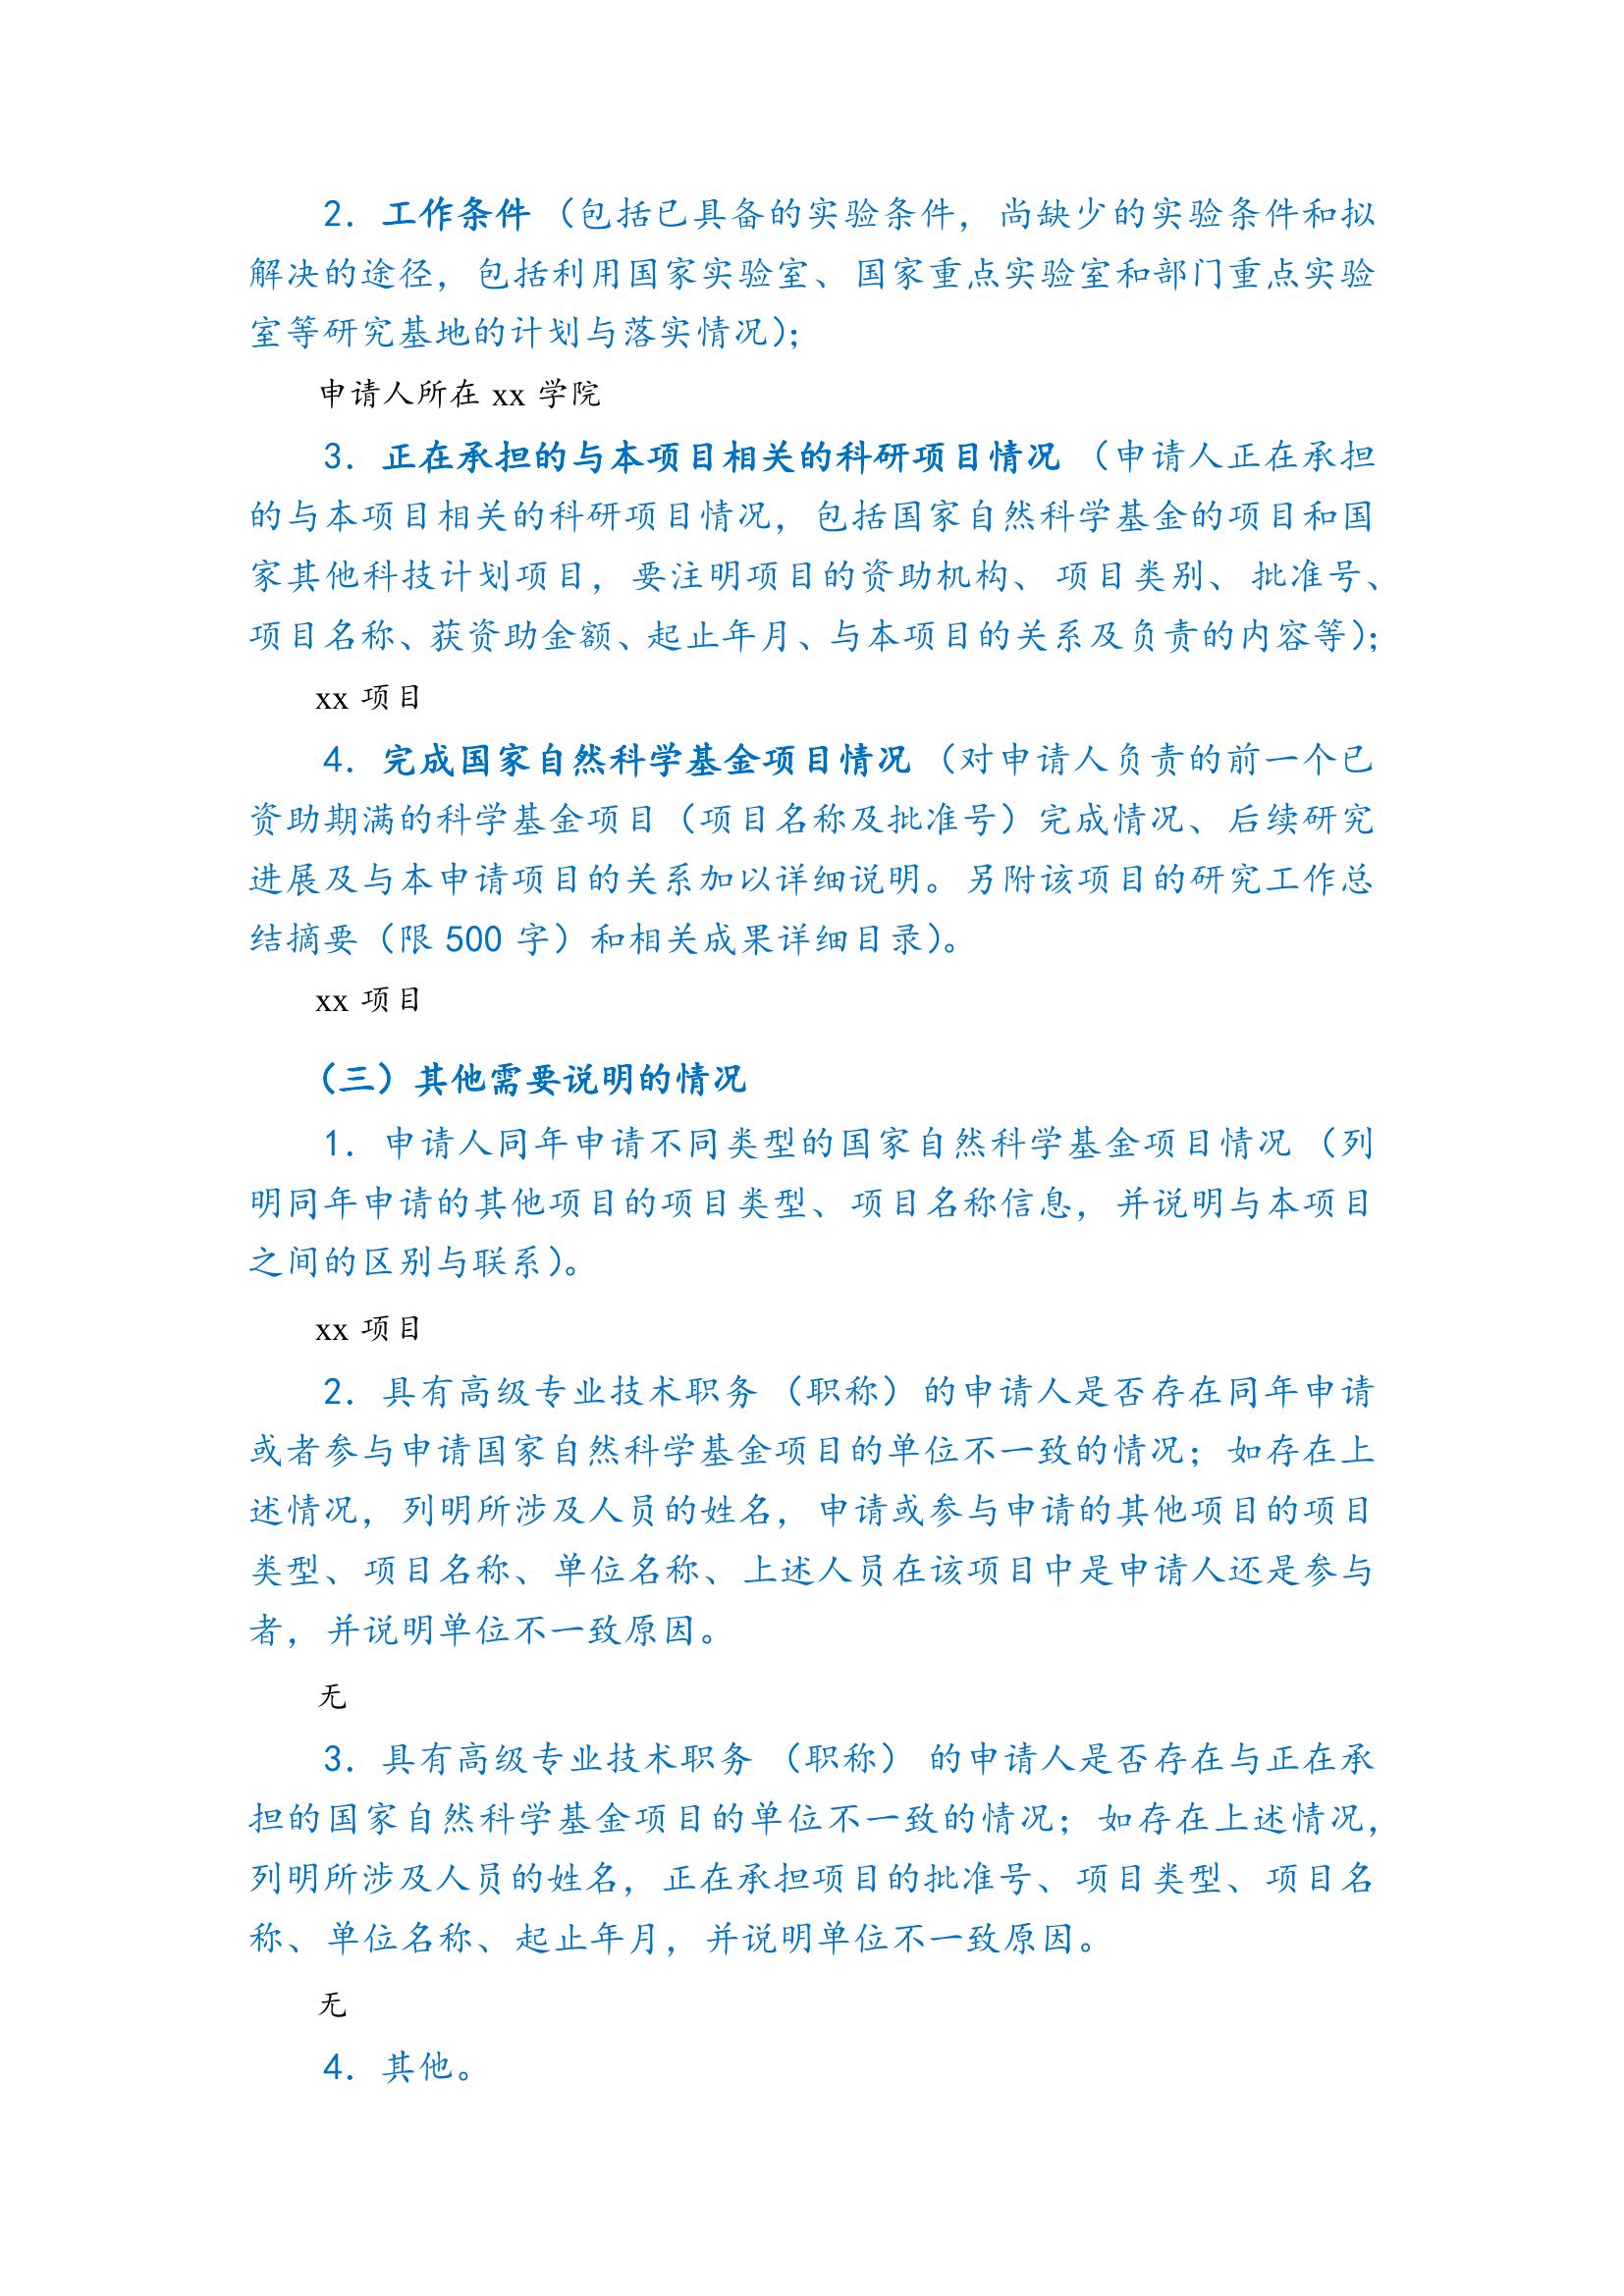 2. 工作条件（包括已具备的实验条件，尚缺少的实验条件和拟
解决的途径，包括利用国家实验室、国家重点实验室和部门重点实验
室等研究基地的计划与落实情况）；
申请人所在 xx 学院
3. 正在承担的与本项目相关的科研项目情况（申请人正在承担
的与本项目相关的科研项目情况，包括国家自然科学基金的项目和国
家其他科技计划项目，要注明项目的资助机构、项目类别、批准号、
项目名称、获资助金额、起止年月、与本项目的关系及负责的内容等）；
xx 项目
4. 完成国家自然科学基金项目情况（对申请人负责的前一个已
资助期满的科学基金项目（项目名称及批准号）完成情况、后续研究
进展及与本申请项目的关系加以详细说明。另附该项目的研究工作总
结摘要（限 500 字）和相关成果详细目录）。
xx 项目
（三）其他需要说明的情况
1. 申请人同年申请不同类型的国家自然科学基金项目情况（列
明同年申请的其他项目的项目类型、项目名称信息，并说明与本项目
之间的区别与联系）。
xx 项目
2. 具有高级专业技术职务（职称）的申请人是否存在同年申请
或者参与申请国家自然科学基金项目的单位不一致的情况；如存在上
述情况，列明所涉及人员的姓名，申请或参与申请的其他项目的项目
类型、项目名称、单位名称、上述人员在该项目中是申请人还是参与
者，并说明单位不一致原因。
无
3. 具有高级专业技术职务（职称）的申请人是否存在与正在承
担的国家自然科学基金项目的单位不一致的情况；如存在上述情况，
列明所涉及人员的姓名，正在承担项目的批准号、项目类型、项目名
称、单位名称、起止年月，并说明单位不一致原因。
无
4. 其他。